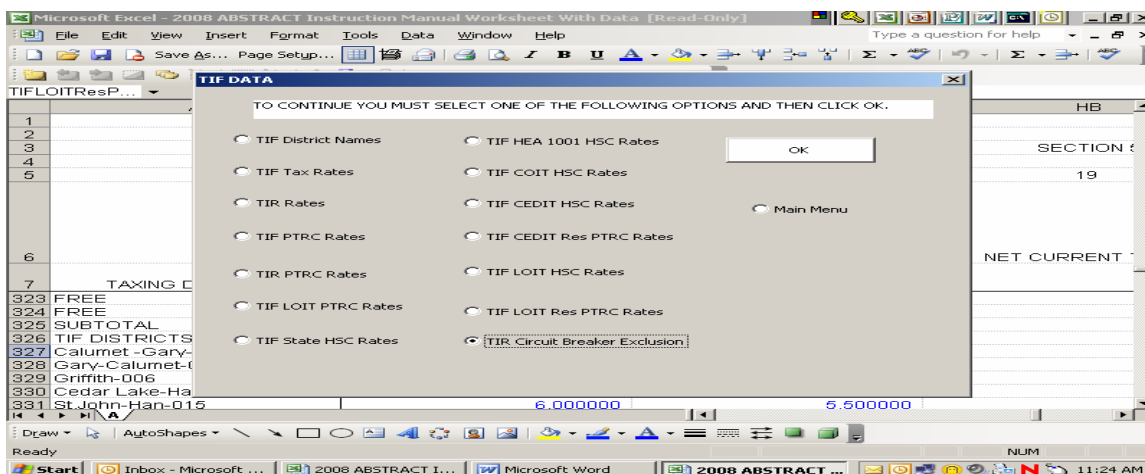 Microsoft Excel - 2008 ABSTRACT Instruction Manual Worksheet With Data [Read-Only]
File Edit View Insert Format Tools Data Window Help Type a question for help
Save As... Page Setup...
TIFLOITResP...
TIF DATA
TO CONTINUE YOU MUST SELECT ONE OF THE FOLLOWING OPTIONS AND THEN CLICK OK.
TIF District Names
TIF Tax Rates
TIR Rates
TIF PTRC Rates
TIR PTRC Rates
TIF LOIT PTRC Rates
TIF State HSC Rates
TIF HEA 1001 HSC Rates
TIF COIT HSC Rates
TIF CEDIT HSC Rates
TIF CEDIT Res PTRC Rates
TIF LOIT HSC Rates
TIF LOIT Res PTRC Rates
TIR Circuit Breaker Exclusion
OK
Main Menu
HB
1
2
3 SECTION
4
5 19
6 NET CURRENT
7 TAXING
323 FREE
324 FREE
325 SUBTOTAL
326 TIF DISTRICTS
327 Calumet -Gary-
328 Gary-Calumet-
329 Griffith-006
330 Cedar Lake-Ha
331 St.John-Han-015 6.000000 5.500000
A
Draw AutoShapes
Ready NUM
Start Inbox - Microsoft ... 2008 ABSTRACT I... Microsoft Word 2008 ABSTRACT ... 11:24 AM